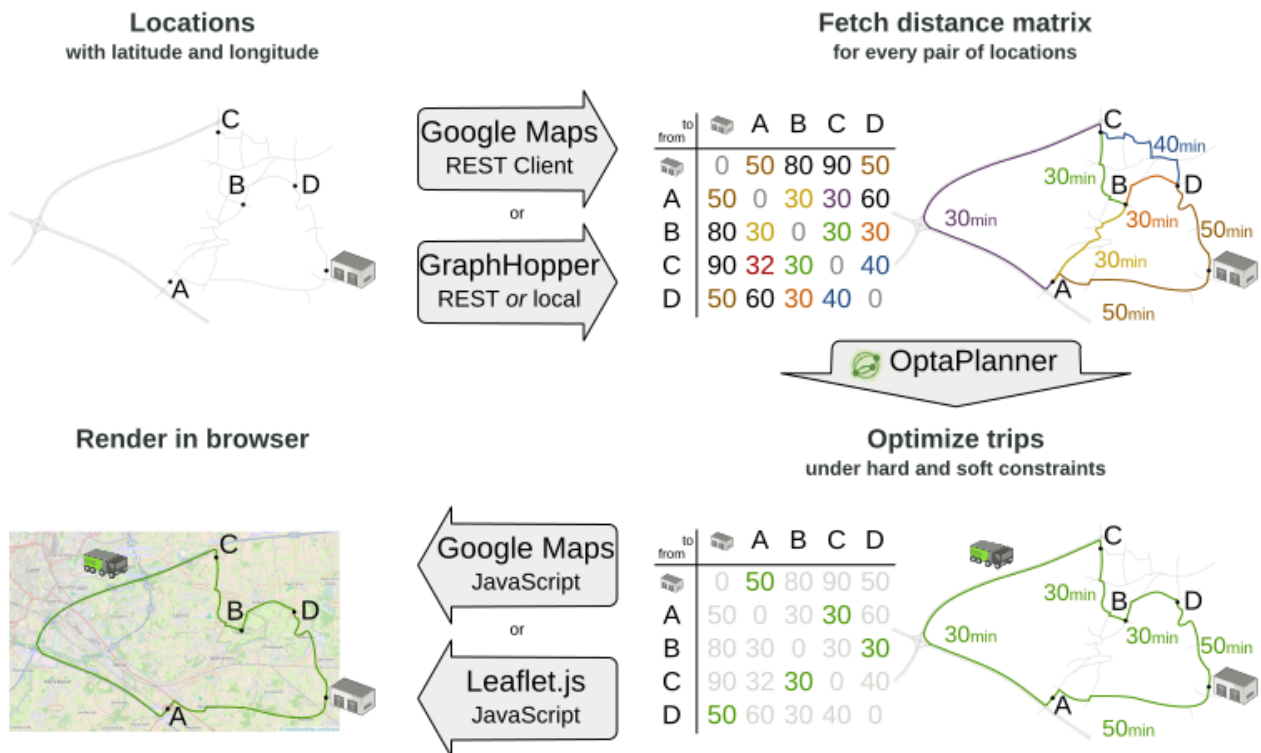 Locations
with latitude and longitude
C
B
D
A
Google Maps
REST Client
or
GraphHopper
REST or local
Fetch distance matrix
for every pair of locations
to
from
A B C D
0 50 80 90 50
A 50 0 30 30 60
B 80 30 0 30 30
C 90 32 30 0 40
D 50 60 30 40 0
C
40min
30min
D
B
30min
30min
50min
30min
A
50min
OptaPlanner
Optimize trips
under hard and soft constraints
to
from
A B C D
0 50 80 90 50
A 50 0 30 30 60
B 80 30 0 30 30
C 90 32 30 0 40
D 50 60 30 40 0
C
30min
D
B
30min
30min
50min
A
50min
Google Maps
JavaScript
or
Leaflet.js
JavaScript
Render in browser
C
B
D
A